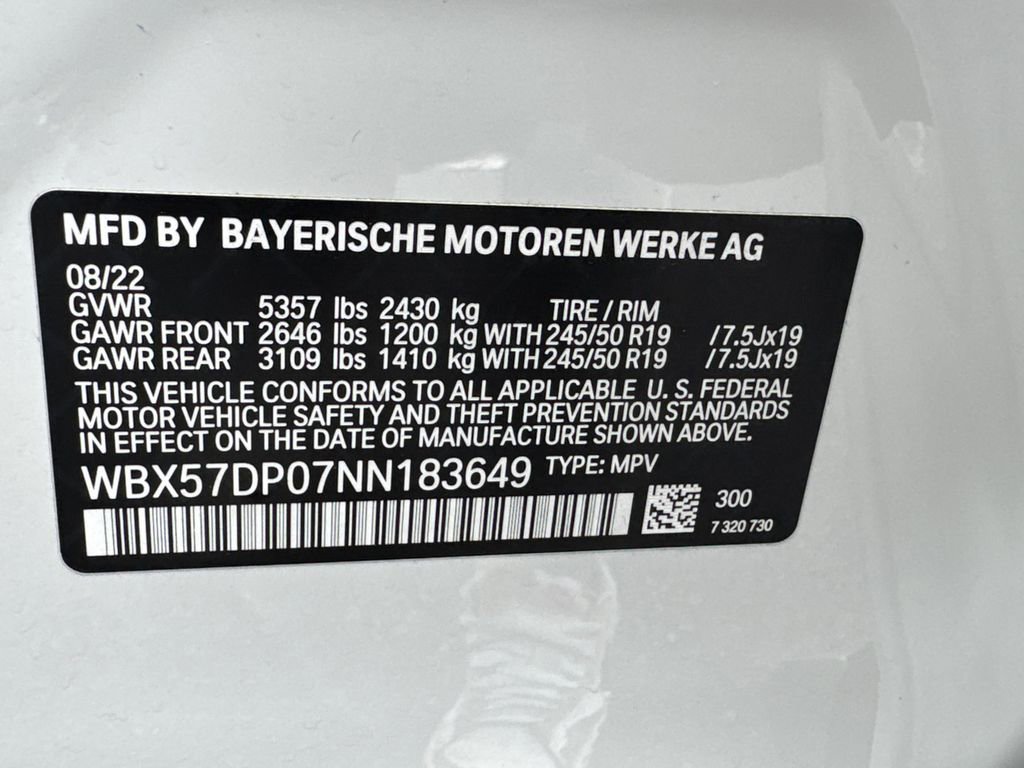 MFD BY BAYERISCHE MOTOREN WERKE AG
08/22
GVWR 5357 lbs 2430 kg TIRE / RIM
GAWR FRONT 2646 lbs 1200 kg WITH 245/50 R19 /7.5Jx19
GAWR REAR 3109 lbs 1410 kg WITH 245/50 R19 /7.5Jx19
THIS VEHICLE CONFORMS TO ALL APPLICABLE U. S. FEDERAL
MOTOR VEHICLE SAFETY AND THEFT PREVENTION STANDARDS
IN EFFECT ON THE DATE OF MANUFACTURE SHOWN ABOVE.
WBX57DP07NN183649 TYPE: MPV
300
7 320 730